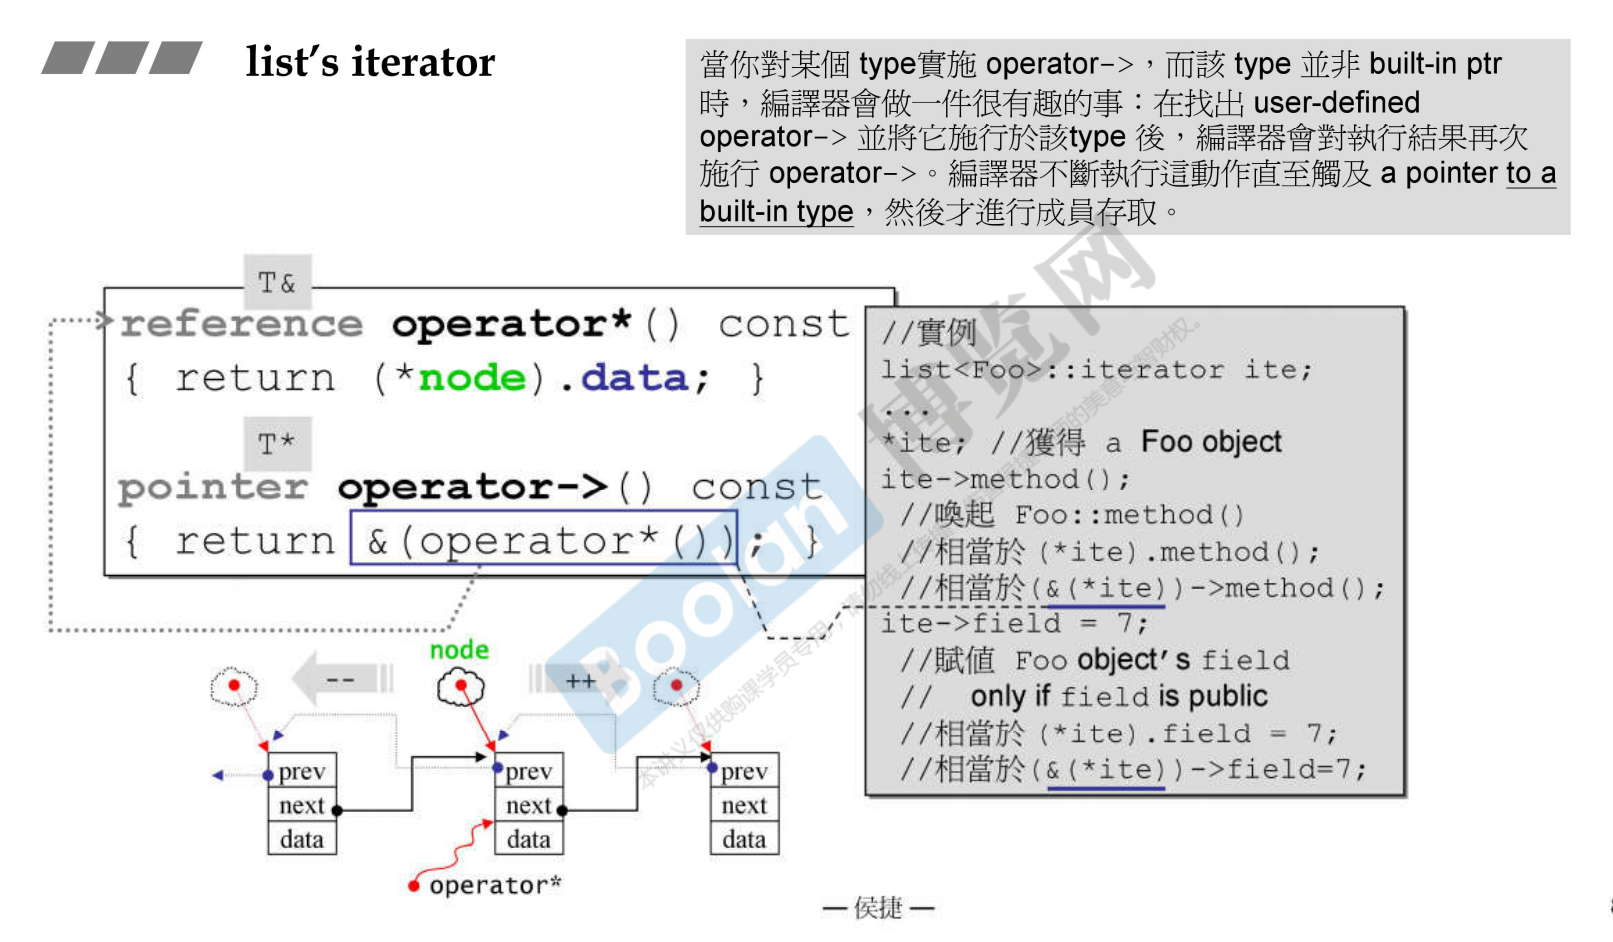 list's iterator
當你對某個 type實施 operator->，而該 type 並非 built-in ptr
時，編譯器會做一件很有趣的事：在找出 user-defined
operator-> 並將它施行於該type 後，編譯器會對執行結果再次
施行 operator->。編譯器不斷執行這動作直至觸及 a pointer to a
built-in type，然後才進行成員存取。
T&
reference operator*() const
{ return (*node).data; }
T*
pointer operator->() const
{ return &(operator*()); }
//實例
list<Foo>::iterator ite;
...
*ite; //獲得 a Foo object
ite->method();
//喚起 Foo::method()
//相當於 (*ite).method();
//相當於(&(*ite))->method();
ite->field = 7;
//賦值 Foo object's field
// only if field is public
//相當於 (*ite).field = 7;
//相當於(&(*ite))->field=7;
node
--
++
prev
next
data
prev
next
data
prev
next
data
operator*
Boolan
博览网
— 侯捷 —